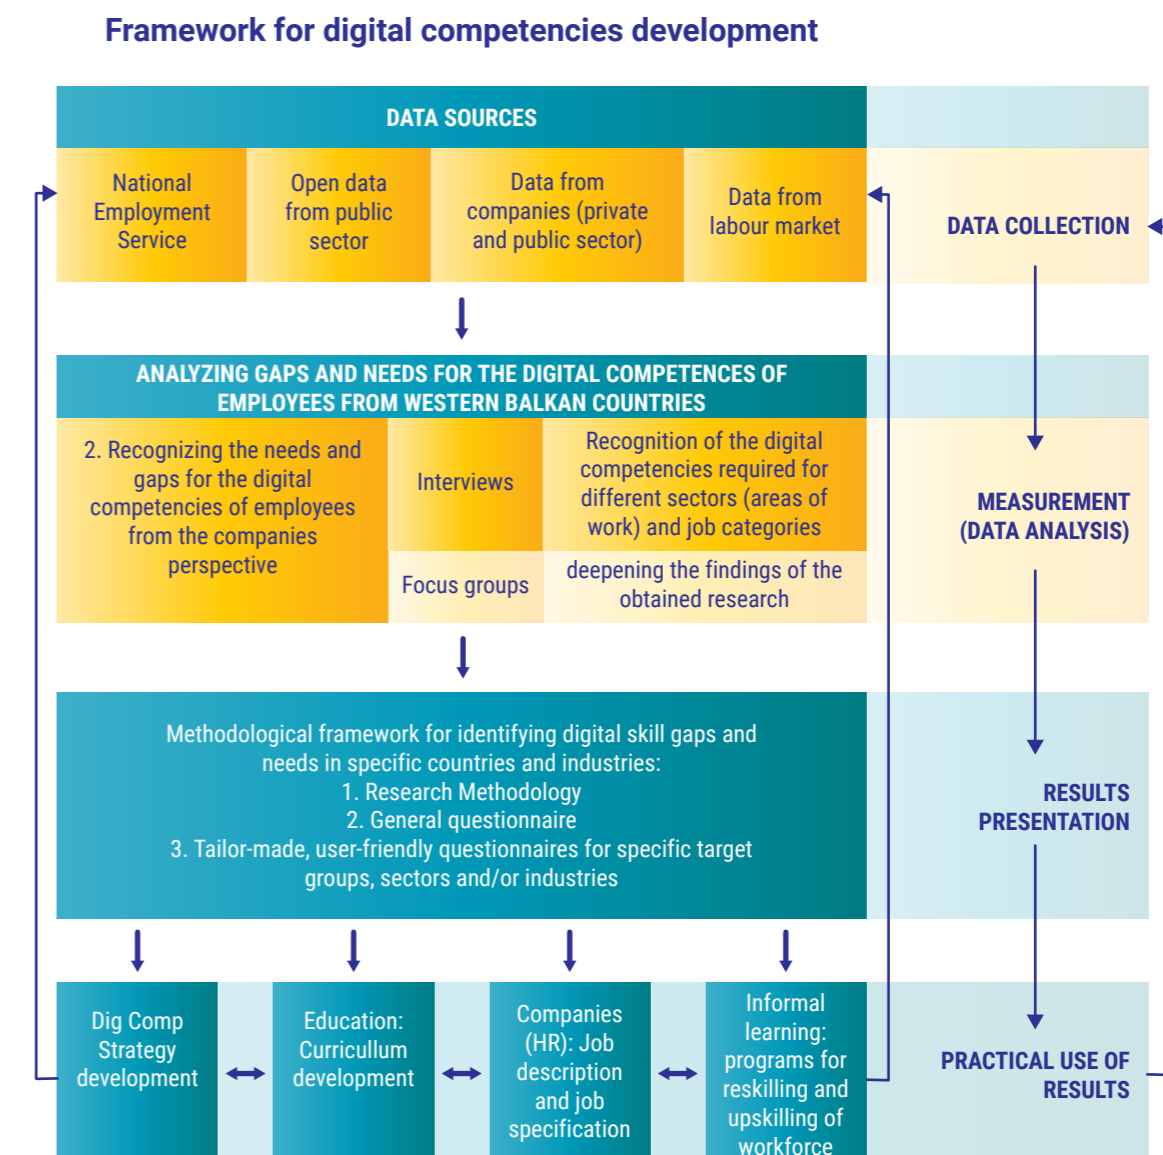 Framework for digital competencies development
DATA SOURCES
National
Employment
Service
Open data
from public
sector
Data from
companies (private
and public sector)
Data from
labour market
DATA COLLECTION
ANALYZING GAPS AND NEEDS FOR THE DIGITAL COMPETENCES OF
EMPLOYEES FROM WESTERN BALKAN COUNTRIES
2. Recognizing the needs and
gaps for the digital
competencies of employees
from the companies
perspective
Interviews
Recognition of the digital
competencies required for
different sectors (areas of
work) and job categories
Focus groups
deepening the findings of the
obtained research
MEASUREMENT
(DATA ANALYSIS)
Methodological framework for identifying digital skill gaps and
needs in specific countries and industries:
1. Research Methodology
2. General questionnaire
3. Tailor-made, user-friendly questionnaires for specific target
groups, sectors and/or industries
RESULTS
PRESENTATION
Dig Comp
Strategy
development
Education:
Curricullum
development
Companies
(HR): Job
description
and job
specification
Informal
learning:
programs for
reskilling and
upskilling of
workforce
PRACTICAL USE OF
RESULTS